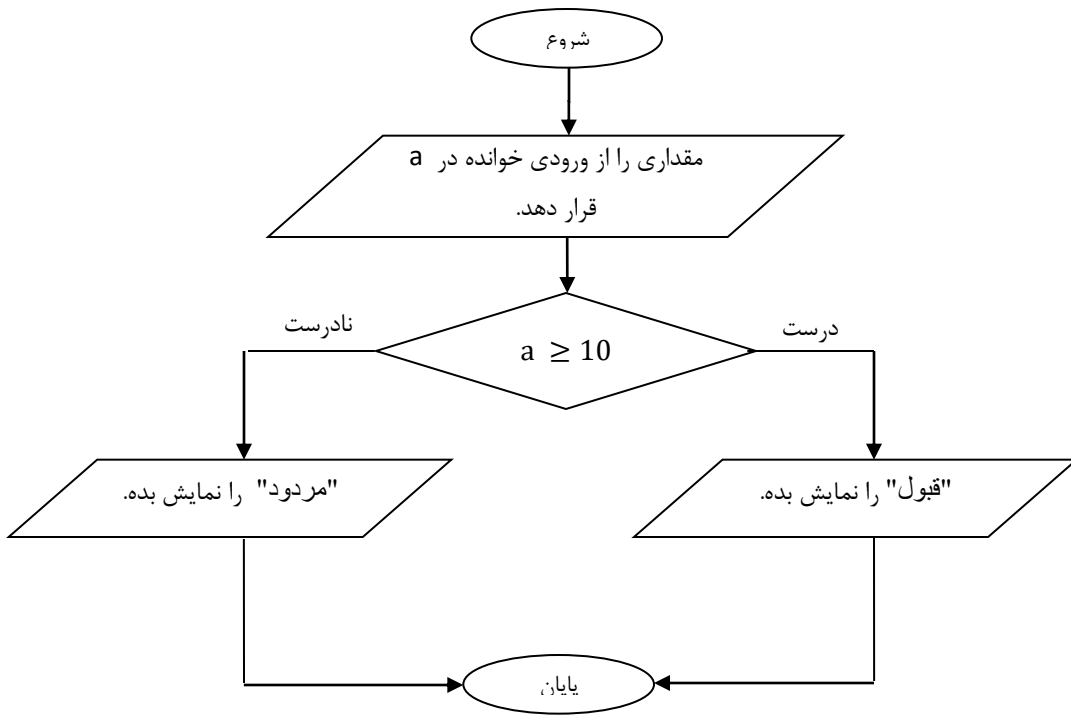 شروع
مقداری را از ورودی خوانده در a
قرار دهد.
a ≥ 10
درست
نادرست
"قبول" را نمایش بده.
"مردود" را نمایش بده.
پایان